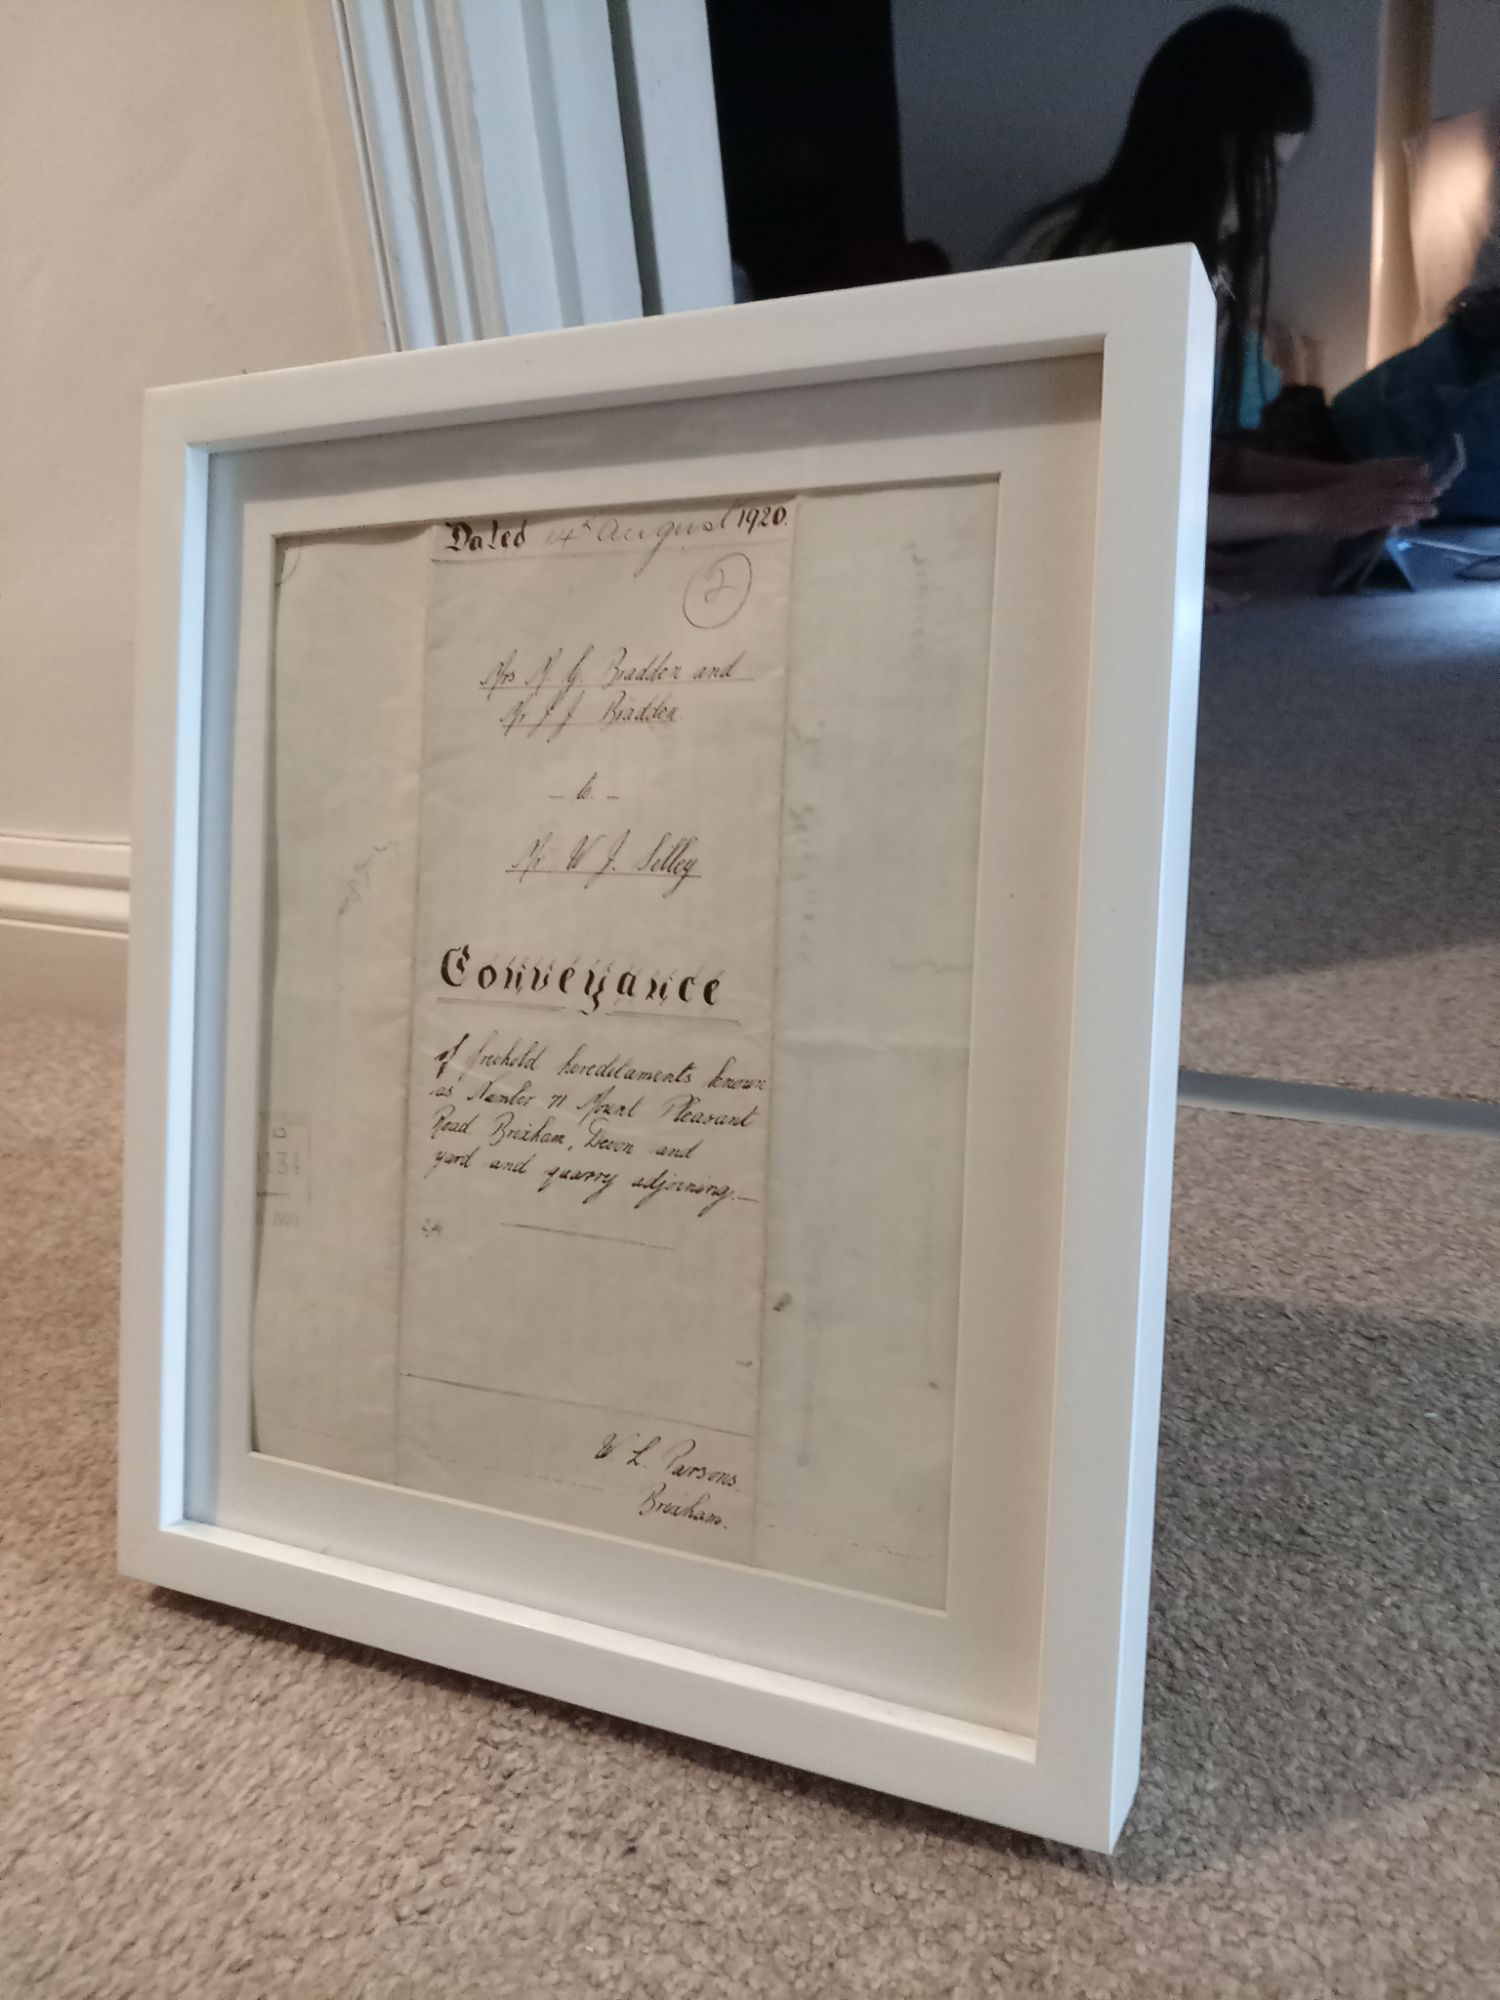 Dated 14th August 1920.
2
Mrs N. G. Bradden and
Mr J J Bradden.
- to. -
Mr. W J. Silley
Conveyance
of freehold hereditaments known
as Number 71 Mount Pleasant
Road Brixham, Devon and
yard and quarry adjoining.—
W. L. Parsons.
Brixham.